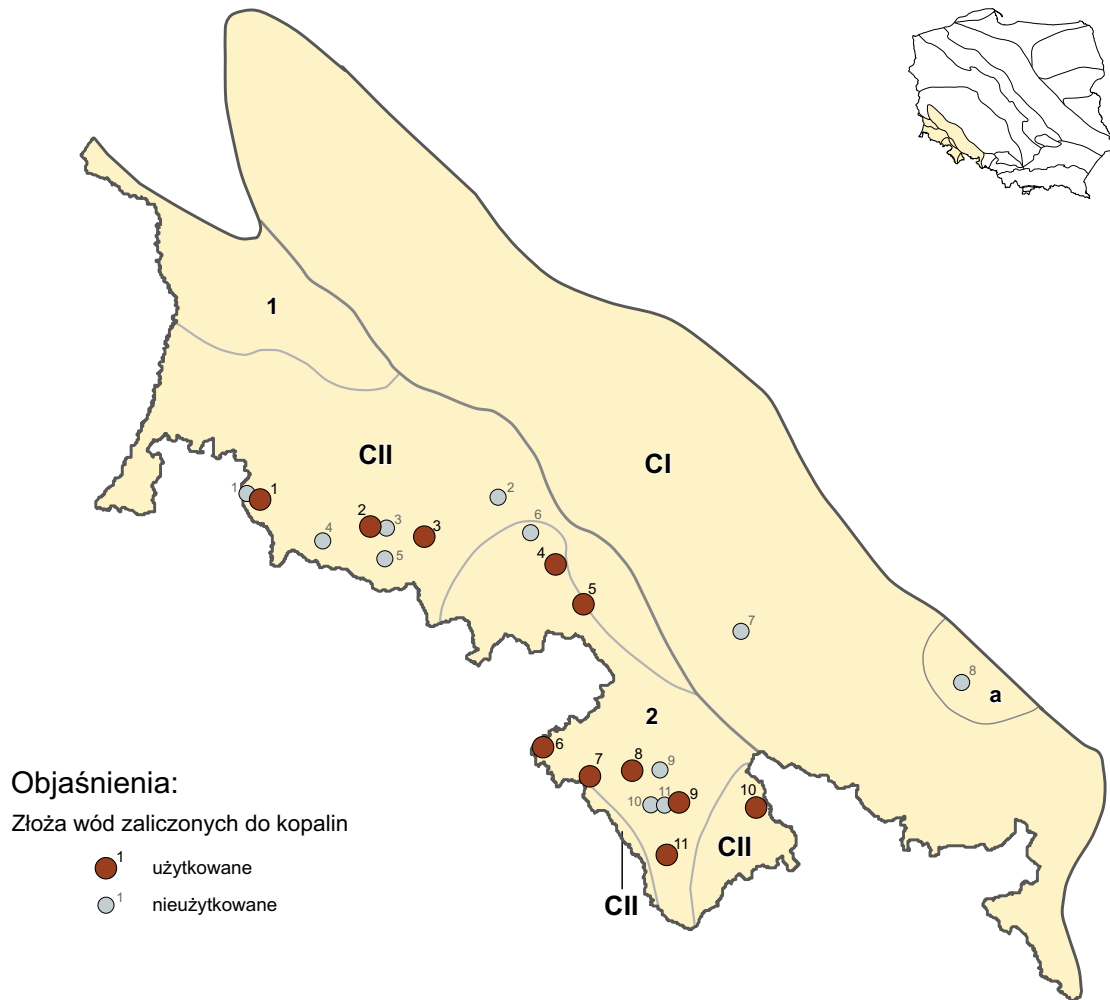 1
CII
CI
1 1
2
2 3
3
4
5
6
4
5
7
8
a
2
6
7
8
9
10 11
9
10
11
CII
CII
Objaśnienia:
Złoża wód zaliczonych do kopalin
1 użytkowane
1 nieużytkowane